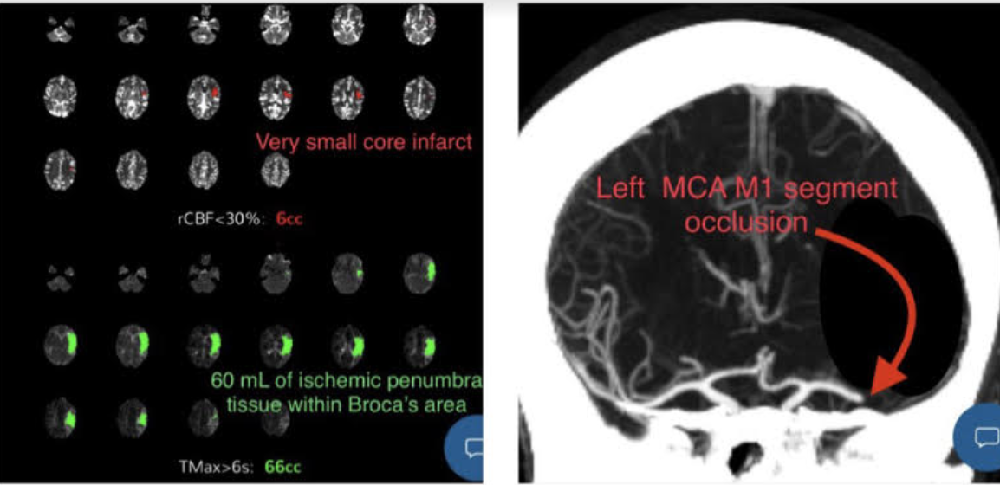 Very small core infarct
rCBF<30%: 6cc
60 mL of ischemic penumbra
tissue within Broca's area
TMax>6s: 66cc
Left MCA M1 segment
occlusion